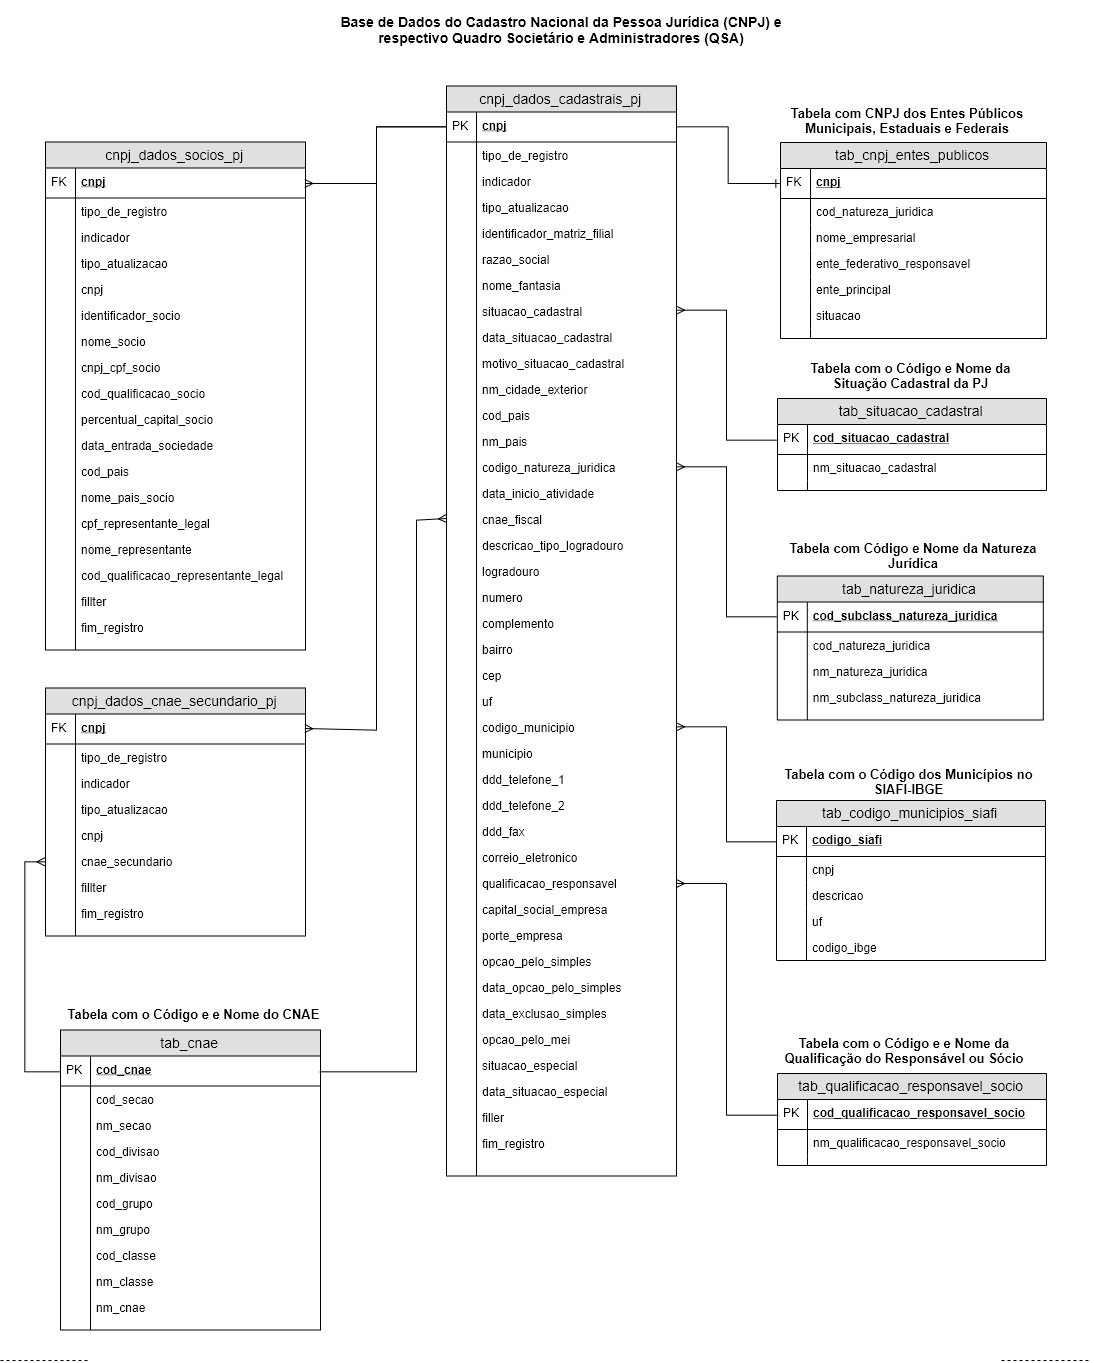 Base de Dados do Cadastro Nacional da Pessoa Jurídica (CNPJ) e
respectivo Quadro Societário e Administradores (QSA)
cnpj_dados_socios_pj
FK cnpj
tipo_de_registro
indicador
tipo_atualizacao
cnpj
identificador_socio
nome_socio
cnpj_cpf_socio
cod_qualificacao_socio
percentual_capital_socio
data_entrada_sociedade
cod_pais
nome_pais_socio
cpf_representante_legal
nome_representante
cod_qualificacao_representante_legal
fillter
fim_registro
cnpj_dados_cnae_secundario_pj
FK cnpj
tipo_de_registro
indicador
tipo_atualizacao
cnpj
cnae_secundario
fillter
fim_registro
Tabela com o Código e e Nome do CNAE
tab_cnae
PK cod_cnae
cod_secao
nm_secao
cod_divisao
nm_divisao
cod_grupo
nm_grupo
cod_classe
nm_classe
nm_cnae
cnpj_dados_cadastrais_pj
PK cnpj
tipo_de_registro
indicador
tipo_atualizacao
identificador_matriz_filial
razao_social
nome_fantasia
situacao_cadastral
data_situacao_cadastral
motivo_situacao_cadastral
nm_cidade_exterior
cod_pais
nm_pais
codigo_natureza_juridica
data_inicio_atividade
cnae_fiscal
descricao_tipo_logradouro
logradouro
numero
complemento
bairro
cep
uf
codigo_municipio
municipio
ddd_telefone_1
ddd_telefone_2
ddd_fax
correio_eletronico
qualificacao_responsavel
capital_social_empresa
porte_empresa
opcao_pelo_simples
data_opcao_pelo_simples
data_exclusao_simples
opcao_pelo_mei
situacao_especial
data_situacao_especial
filler
fim_registro
Tabela com CNPJ dos Entes Públicos
Municipais, Estaduais e Federais
tab_cnpj_entes_publicos
FK cnpj
cod_natureza_juridica
nome_empresarial
ente_federativo_responsavel
ente_principal
situacao
Tabela com o Código e Nome da
Situação Cadastral da PJ
tab_situacao_cadastral
PK cod_situacao_cadastral
nm_situacao_cadastral
Tabela com Código e Nome da Natureza
Jurídica
tab_natureza_juridica
PK cod_subclass_natureza_juridica
cod_natureza_juridica
nm_natureza_juridica
nm_subclass_natureza_juridica
Tabela com o Código dos Municípios no
SIAFI-IBGE
tab_codigo_municipios_siafi
PK codigo_siafi
cnpj
descricao
uf
codigo_ibge
Tabela com o Código e e Nome da
Qualificação do Responsável ou Sócio
tab_qualificacao_responsavel_socio
PK cod_qualificacao_responsavel_socio
nm_qualificacao_responsavel_socio